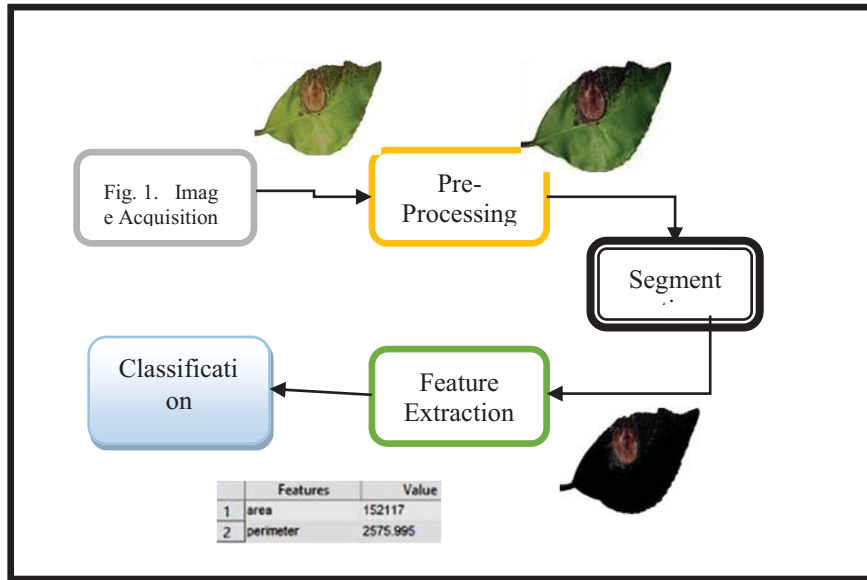 Fig. 1. Imag
e Acquisition
Pre-
Processing
Segment
Feature
Extraction
Classificati
on
Features Value
1 area 152117
2 perimeter 2575.995